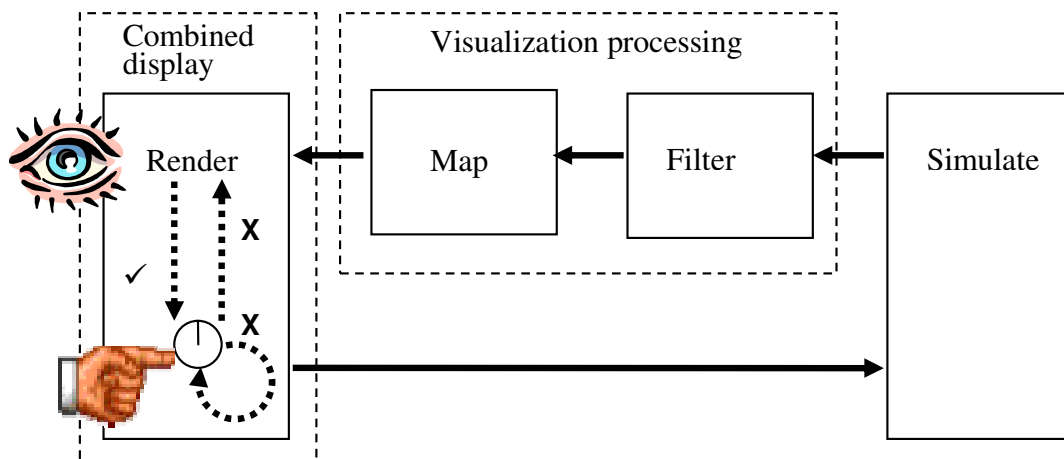 Combined
display
Visualization processing
Render
Map
Filter
Simulate
X
✓
X